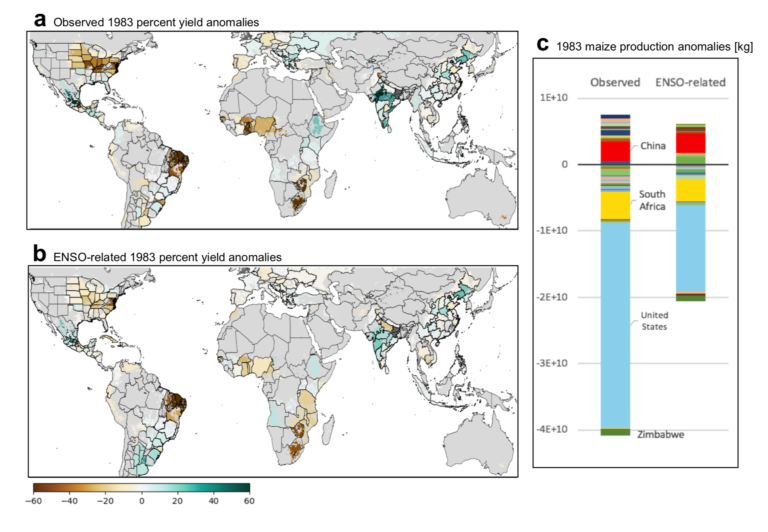 a Observed 1983 percent yield anomalies
b ENSO-related 1983 percent yield anomalies
−60 −40 −20 0 20 40 60
c 1983 maize production anomalies [kg]
Observed ENSO-related
1E+10
China
0
South
Africa
-1E+10
-2E+10
United
States
-3E+10
-4E+10
Zimbabwe